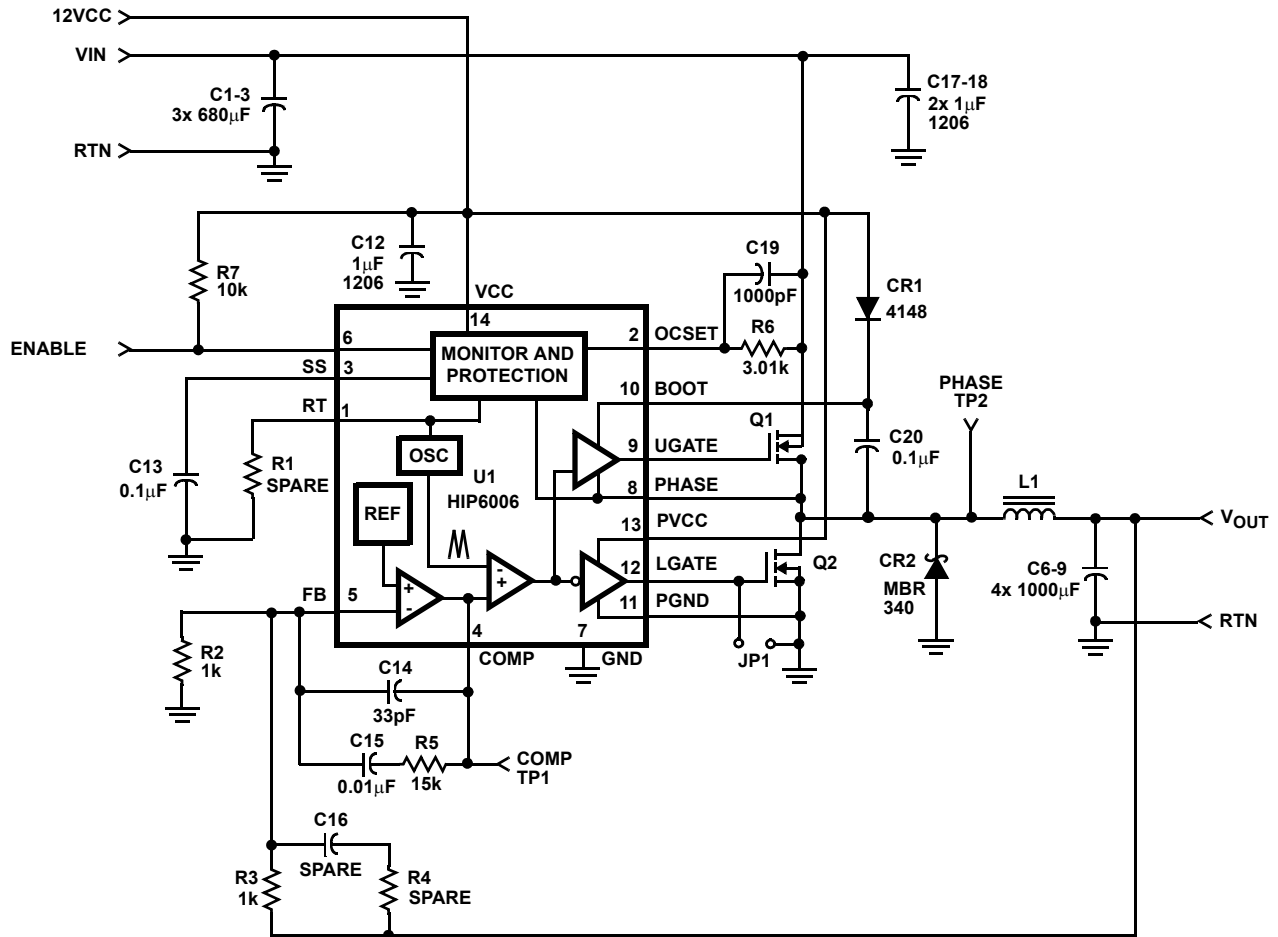 12VCC
VIN
C1-3
3x 680μF
RTN
C17-18
2x 1μF
1206
C12
1μF
1206
R7
10k
C19
1000pF
CR1
4148
VCC
14
6
2
OCSET
R6
3.01k
ENABLE
MONITOR AND
PROTECTION
SS
3
10
BOOT
PHASE
TP2
RT
1
Q1
OSC
9
UGATE
C20
0.1μF
C13
0.1μF
R1
SPARE
U1
HIP6006
8
PHASE
L1
REF
13
PVCC
VOUT
12
LGATE
Q2
CR2
MBR
340
C6-9
4x 1000μF
+
-
-
+
FB
5
11
PGND
RTN
4
7
COMP
GND
JP1
R2
1k
C14
33pF
C15
0.01μF
R5
15k
COMP
TP1
C16
SPARE
R3
1k
R4
SPARE